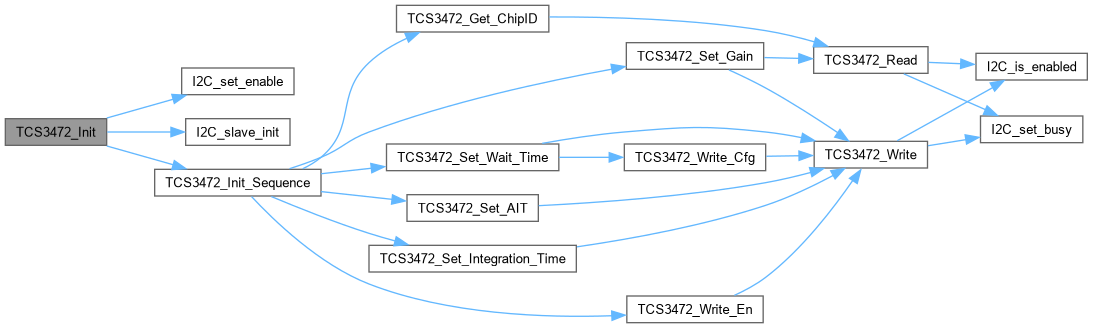 TCS3472_Init
I2C_set_enable
I2C_slave_init
TCS3472_Init_Sequence
TCS3472_Get_ChipID
TCS3472_Set_Gain
TCS3472_Set_Wait_Time
TCS3472_Write_Cfg
TCS3472_Set_AIT
TCS3472_Set_Integration_Time
TCS3472_Write_En
TCS3472_Read
TCS3472_Write
I2C_is_enabled
I2C_set_busy